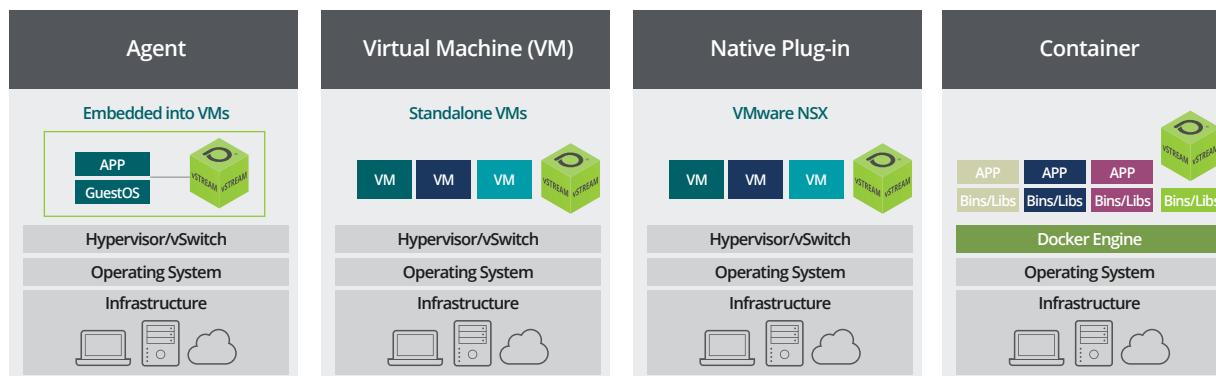 Agent
Embedded into VMs
APP
GuestOS
vSTREAM vSTREAM
Hypervisor/vSwitch
Operating System
Infrastructure
Virtual Machine (VM)
Standalone VMs
VM VM VM
vSTREAM vSTREAM
Hypervisor/vSwitch
Operating System
Infrastructure
Native Plug-in
VMware NSX
VM VM VM
vSTREAM vSTREAM
Hypervisor/vSwitch
Operating System
Infrastructure
Container
vSTREAM vSTREAM
APP APP APP
Bins/Libs Bins/Libs Bins/Libs Bins/Libs
Docker Engine
Operating System
Infrastructure